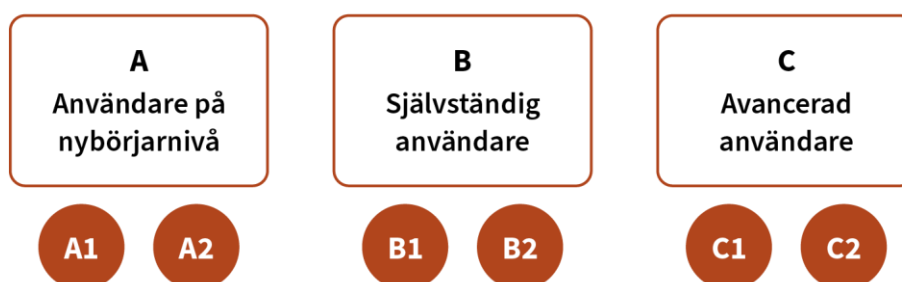 A
Användare på
nybörjarnivå
B
Självständig
användare
C
Avancerad
användare
A1
A2
B1
B2
C1
C2